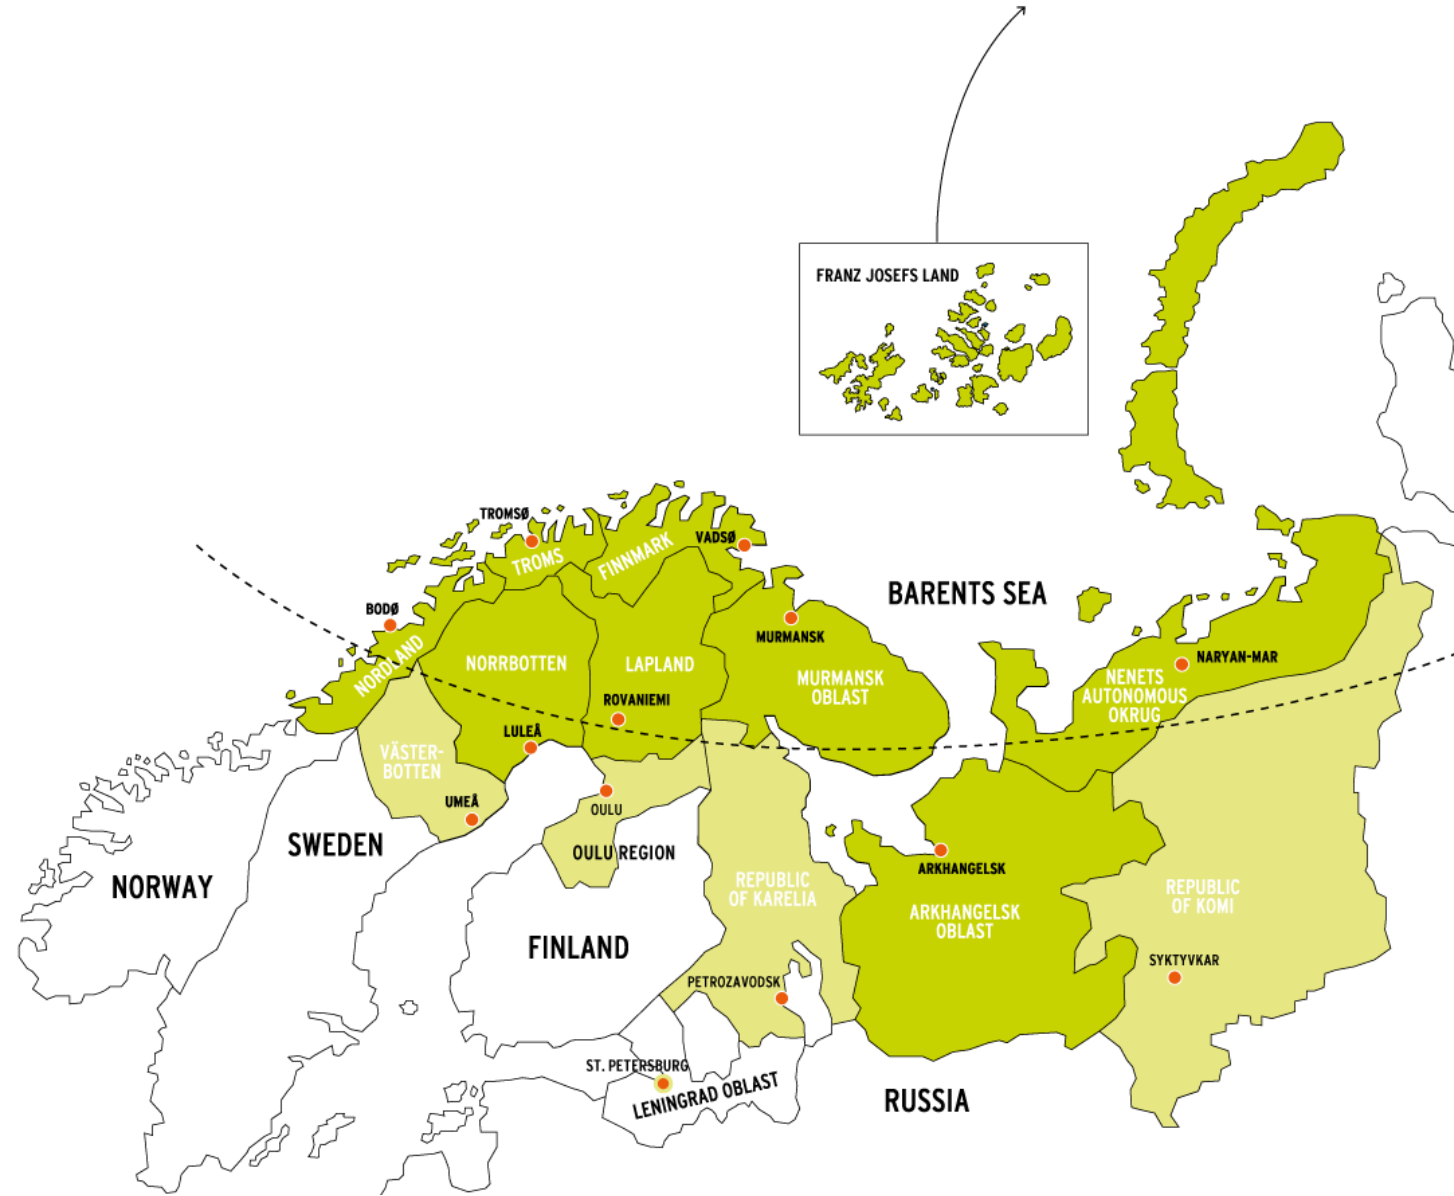 FRANZ JOSEFS LAND
TROMSØ
VADSØ
TROMS
FINNMARK
BARENTS SEA
BODØ
MURMANSK
NORDLAND
NORRBOTTEN
LAPLAND
NARYAN-MAR
MURMANSK
OBLAST
NENETS
AUTONOMOUS
OKRUG
ROVANIEMI
LULEÅ
VÄSTER-
BOTTEN
UMEÅ
OULU
SWEDEN
OULU REGION
ARKHANGELSK
NORWAY
REPUBLIC
OF KARELIA
REPUBLIC
OF KOMI
ARKHANGELSK
OBLAST
FINLAND
SYKTYVKAR
PETROZAVODSK
ST. PETERSBURG
LENINGRAD OBLAST
RUSSIA